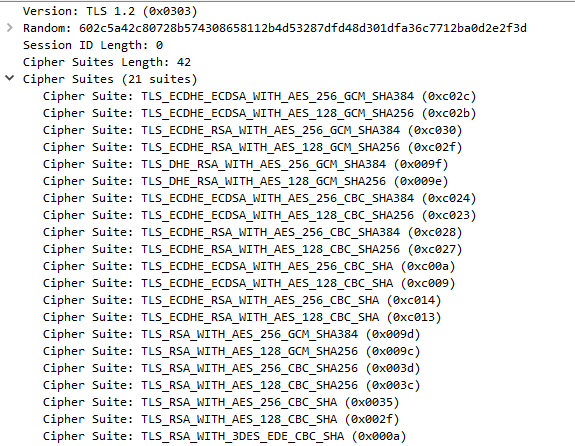 Version: TLS 1.2 (0x0303)
Random: 602c5a42c80728b574308658112b4d53287dfd48d301dfa36c7712ba0d2e2f3d
Session ID Length: 0
Cipher Suites Length: 42
Cipher Suites (21 suites)
Cipher Suite: TLS_ECDHE_ECDSA_WITH_AES_256_GCM_SHA384 (0xc02c)
Cipher Suite: TLS_ECDHE_ECDSA_WITH_AES_128_GCM_SHA256 (0xc02b)
Cipher Suite: TLS_ECDHE_RSA_WITH_AES_256_GCM_SHA384 (0xc030)
Cipher Suite: TLS_ECDHE_RSA_WITH_AES_128_GCM_SHA256 (0xc02f)
Cipher Suite: TLS_DHE_RSA_WITH_AES_256_GCM_SHA384 (0x009f)
Cipher Suite: TLS_DHE_RSA_WITH_AES_128_GCM_SHA256 (0x009e)
Cipher Suite: TLS_ECDHE_ECDSA_WITH_AES_256_CBC_SHA384 (0xc024)
Cipher Suite: TLS_ECDHE_ECDSA_WITH_AES_128_CBC_SHA256 (0xc023)
Cipher Suite: TLS_ECDHE_RSA_WITH_AES_256_CBC_SHA384 (0xc028)
Cipher Suite: TLS_ECDHE_RSA_WITH_AES_128_CBC_SHA256 (0xc027)
Cipher Suite: TLS_ECDHE_ECDSA_WITH_AES_256_CBC_SHA (0xc00a)
Cipher Suite: TLS_ECDHE_ECDSA_WITH_AES_128_CBC_SHA (0xc009)
Cipher Suite: TLS_ECDHE_RSA_WITH_AES_256_CBC_SHA (0xc014)
Cipher Suite: TLS_ECDHE_RSA_WITH_AES_128_CBC_SHA (0xc013)
Cipher Suite: TLS_RSA_WITH_AES_256_GCM_SHA384 (0x009d)
Cipher Suite: TLS_RSA_WITH_AES_128_GCM_SHA256 (0x009c)
Cipher Suite: TLS_RSA_WITH_AES_256_CBC_SHA256 (0x003d)
Cipher Suite: TLS_RSA_WITH_AES_128_CBC_SHA256 (0x003c)
Cipher Suite: TLS_RSA_WITH_AES_256_CBC_SHA (0x0035)
Cipher Suite: TLS_RSA_WITH_AES_128_CBC_SHA (0x002f)
Cipher Suite: TLS_RSA_WITH_3DES_EDE_CBC_SHA (0x000a)